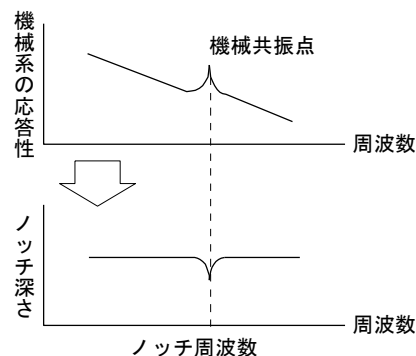 機械系の応答性
機械共振点
周波数
ノッチ深さ
周波数
ノッチ周波数